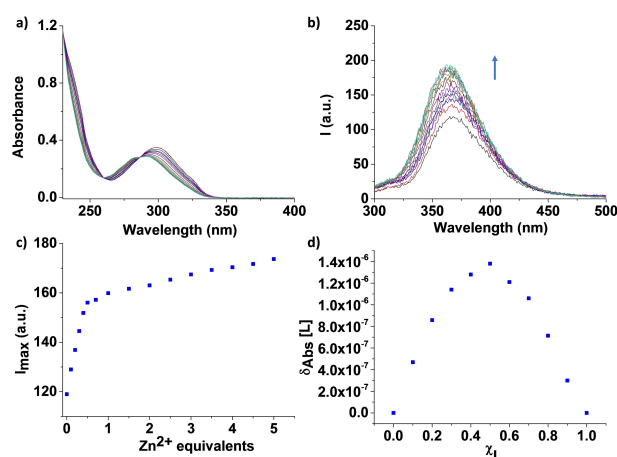 a)
1.2
0.8
0.4
0.0
Absorbance
250 300 350 400
Wavelength (nm)
b)
250
200
150
100
50
0
I (a.u.)
300 350 400 450 500
Wavelength (nm)
c)
180
160
140
120
Imax (a.u.)
0 1 2 3 4 5
Zn2+ equivalents
d)
1.4x10-6
1.2x10-6
1.0x10-6
8.0x10-7
6.0x10-7
4.0x10-7
2.0x10-7
0.0
δAbs [L]
0.0 0.2 0.4 0.6 0.8 1.0